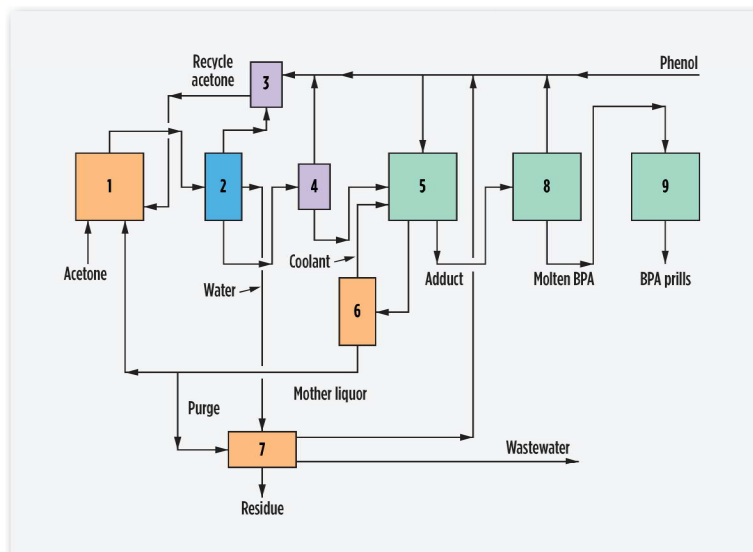 Recycle
acetone
Phenol
3
1
2
4
5
8
9
Acetone
Coolant
Water
Adduct
Molten BPA
BPA prills
6
Mother liquor
Purge
7
Wastewater
Residue